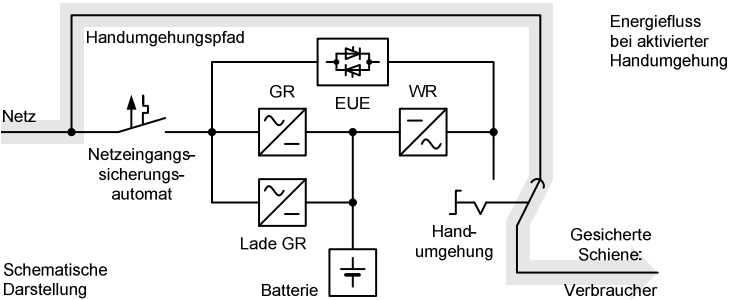 Handumgehungspfad
Energiefluss
bei aktivierter
Handumgehung
GR
EUE
WR
Netz
Netzeingangs-
sicherungs-
automat
Lade GR
Hand-
umgehung
Gesicherte
Schiene:
Verbraucher
Schematische
Darstellung
Batterie